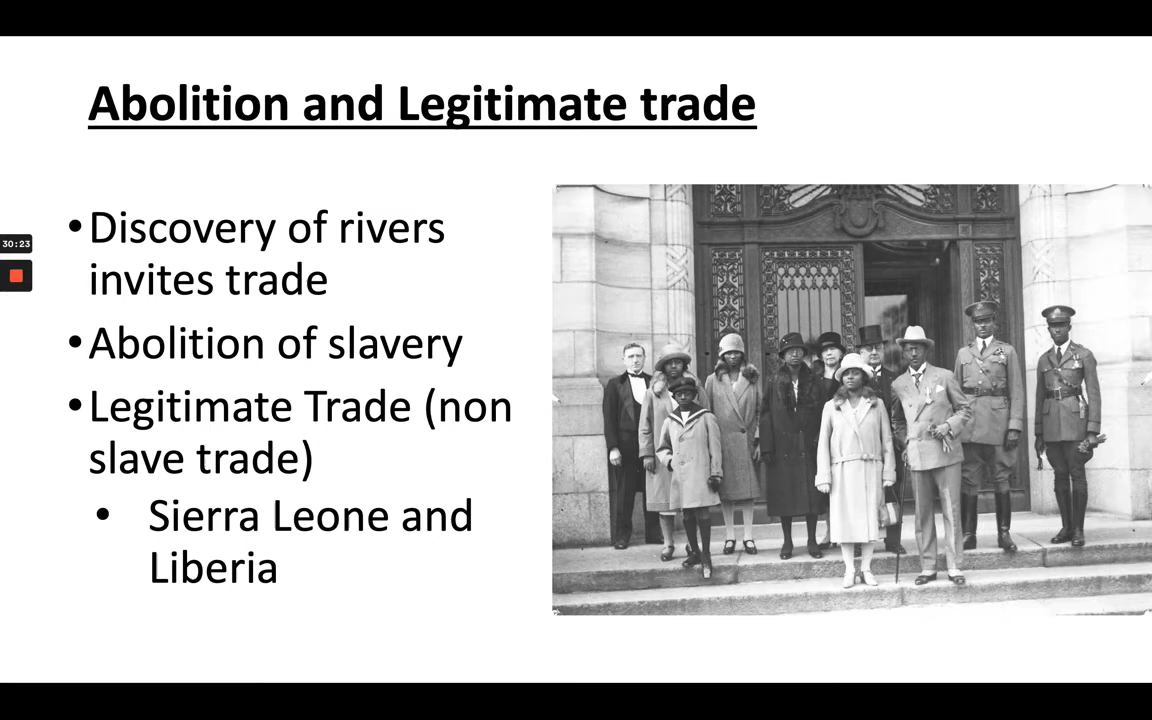 Abolition and Legitimate trade
•Discovery of rivers
invites trade
•Abolition of slavery
•Legitimate Trade (non
slave trade)
• Sierra Leone and
Liberia
30:23